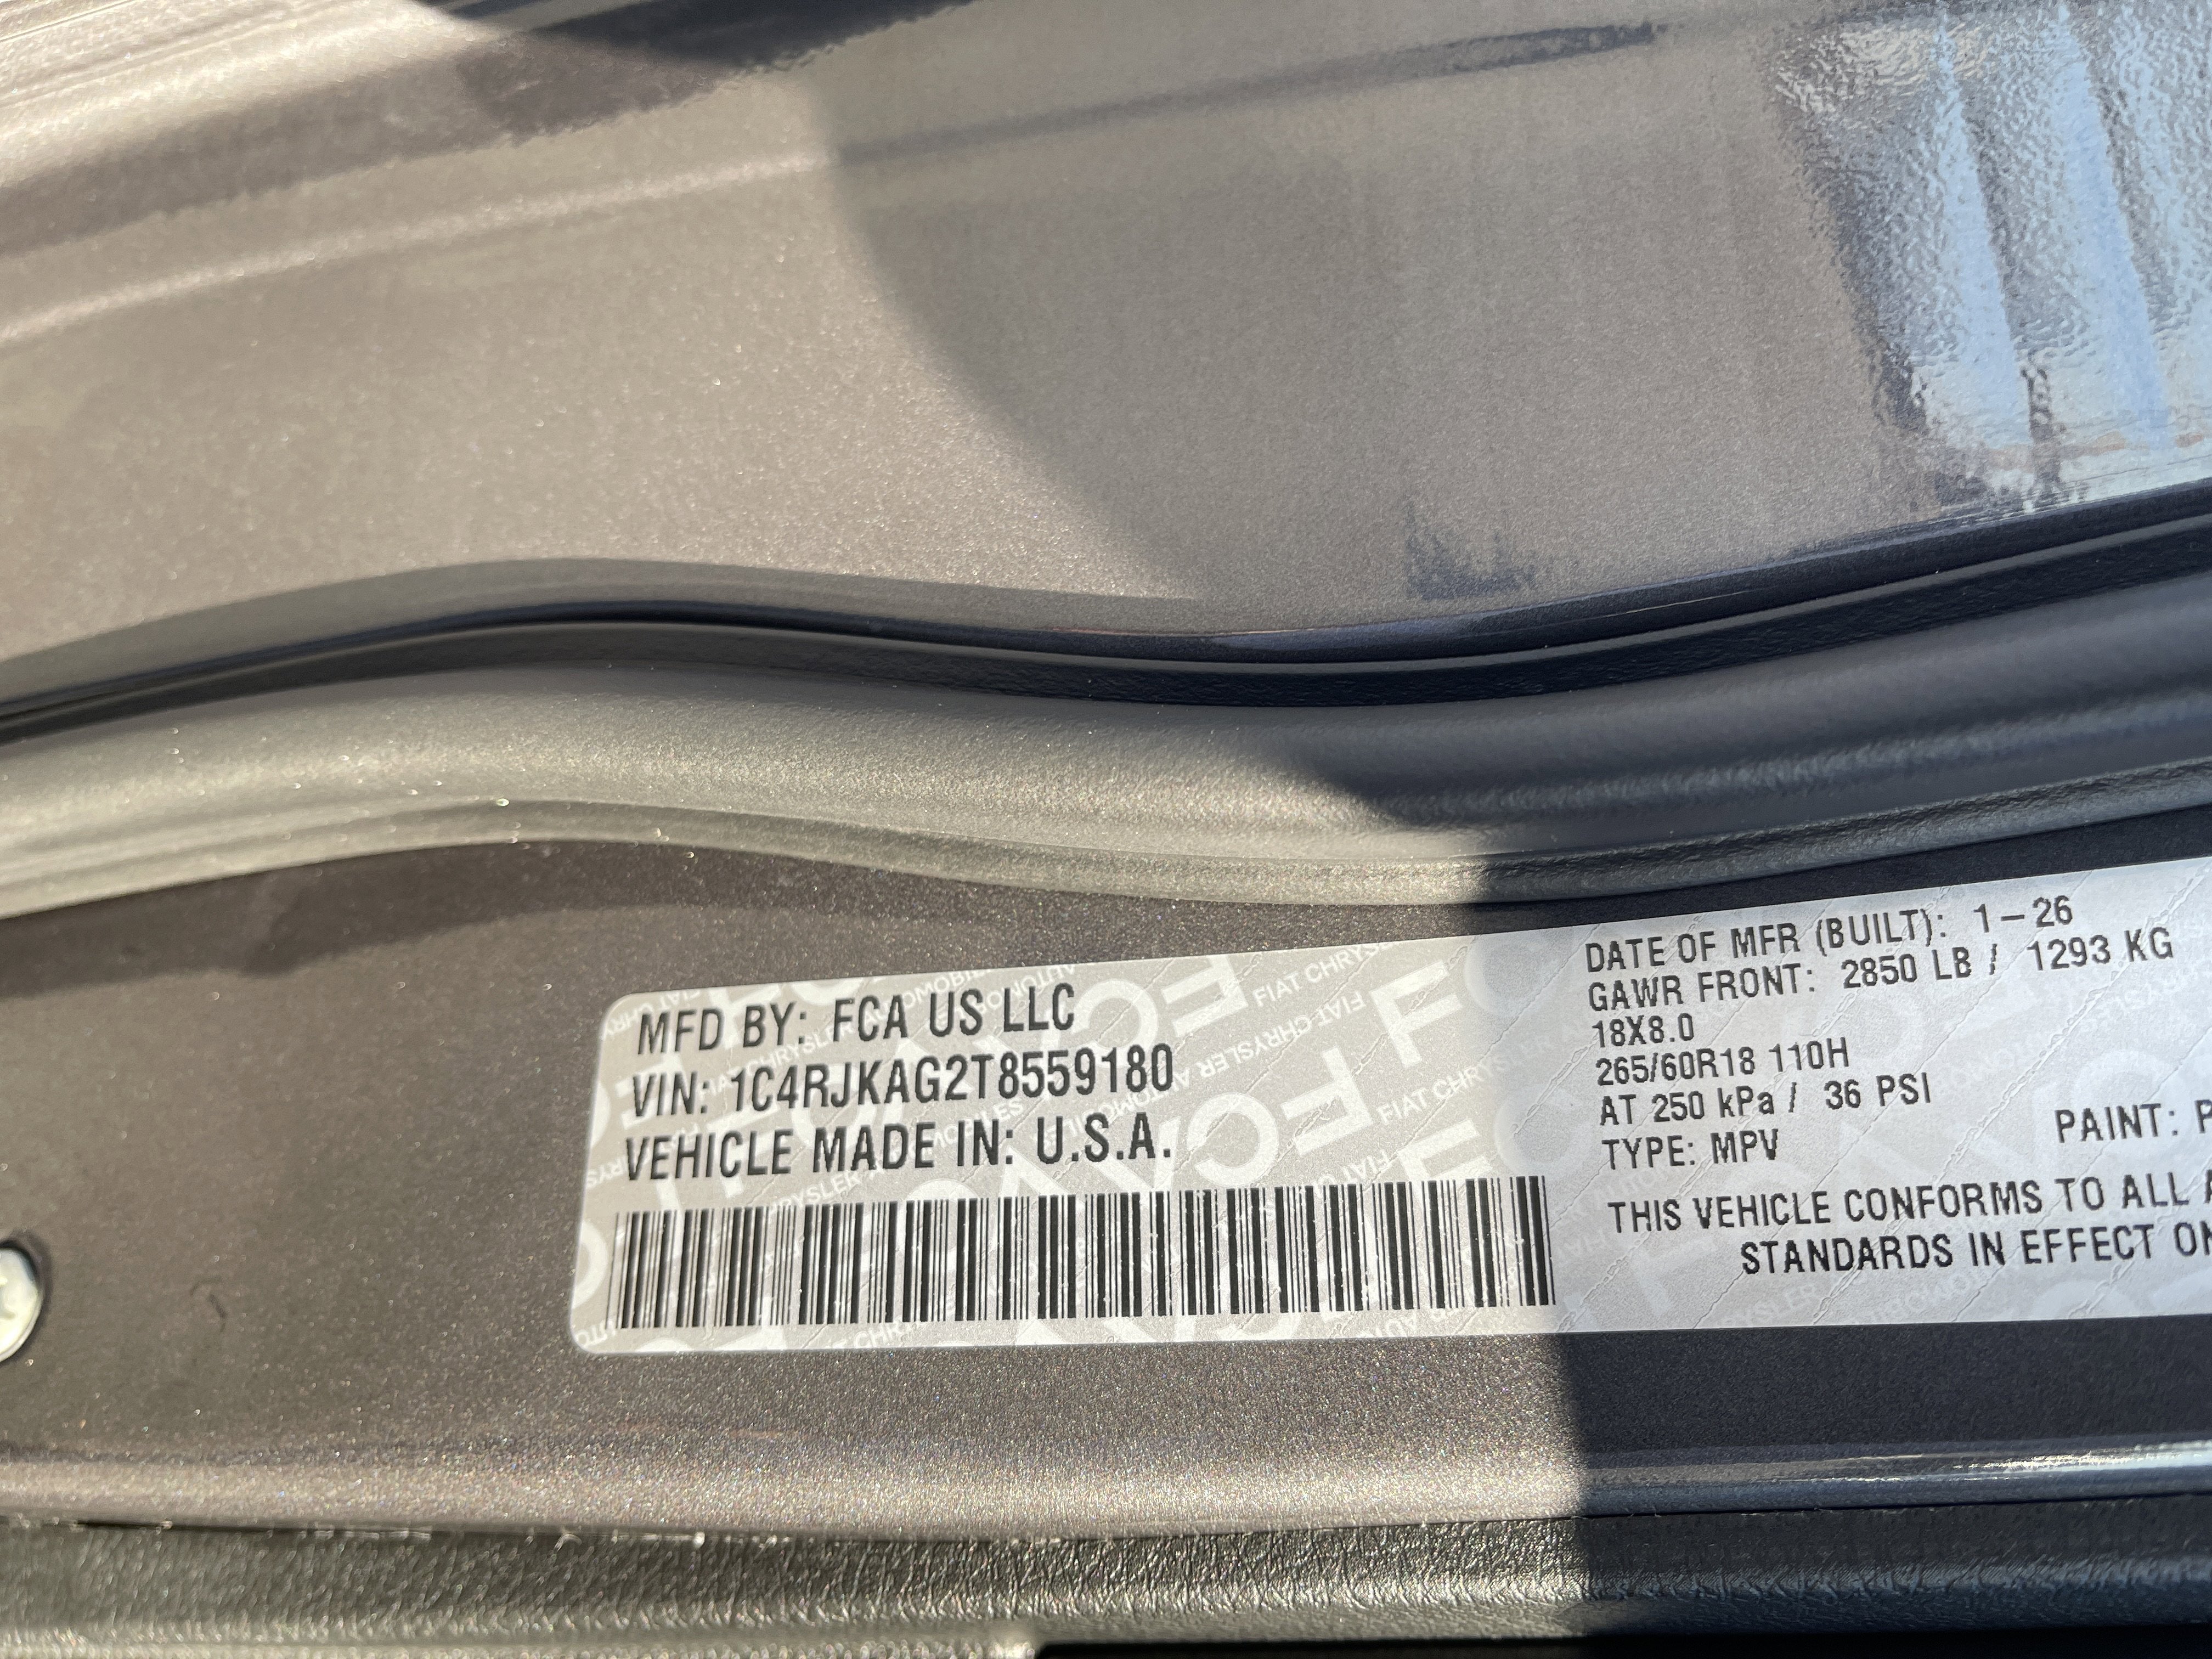 MFD BY: FCA US LLC
VIN: 1C4RJKAG2T8559180
VEHICLE MADE IN: U.S.A.
DATE OF MFR (BUILT): 1-26
GAWR FRONT: 2850 LB / 1293 KG
18X8.0
265/60R18 110H
AT 250 kPa / 36 PSI
TYPE: MPV
PAINT: P
THIS VEHICLE CONFORMS TO ALL A
STANDARDS IN EFFECT ON